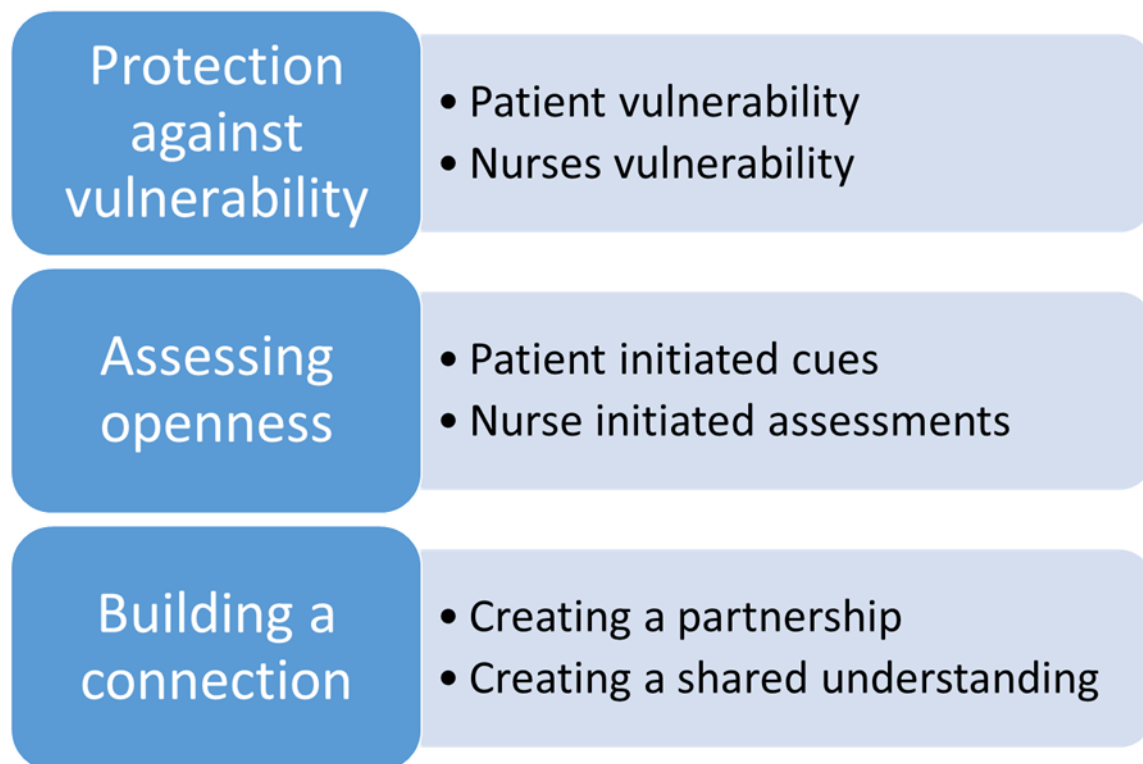 Protection
against
vulnerability
• Patient vulnerability
• Nurses vulnerability
Assessing
openness
• Patient initiated cues
• Nurse initiated assessments
Building a
connection
• Creating a partnership
• Creating a shared understanding